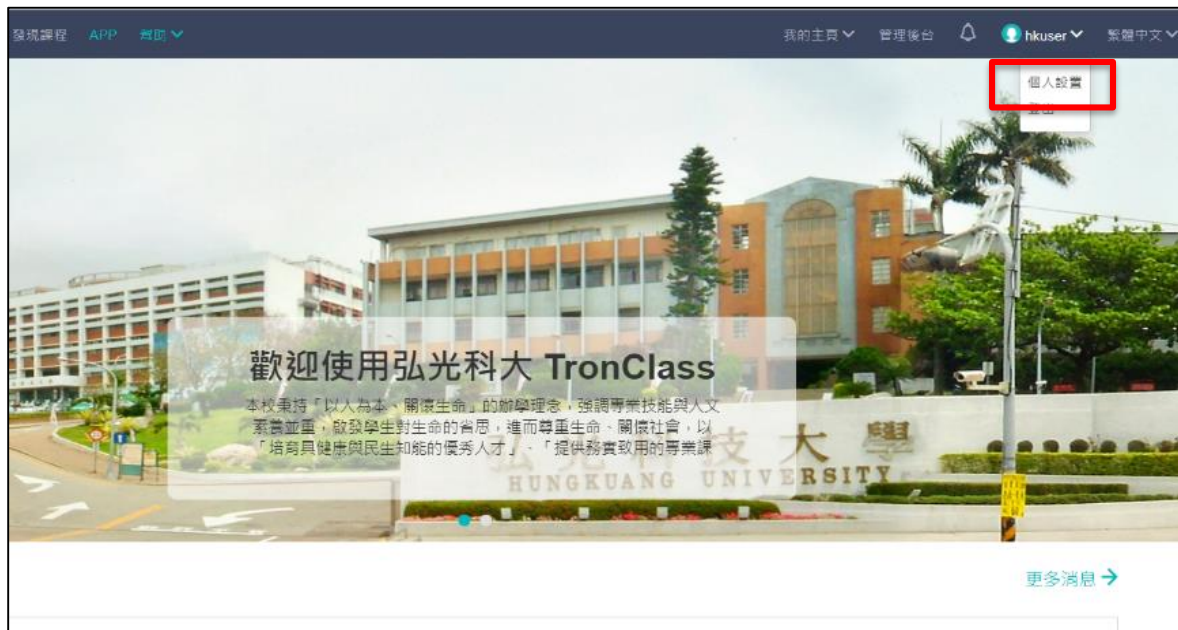 發現課程 APP 幫助
我的主頁 管理後台 hkuser 繁體中文
個人設置
登出
歡迎使用弘光科大 TronClass
本校秉持「以人為本、關懷生命」的辦學理念，強調專業技能與人文
素養並重，啟發學生對生命的省思，進而尊重生命、關懷社會，以
「培育具健康與民生知能的優秀人才」、「提供務實致用的專業課
弘光科技大學
HUNGKUANG UNIVERSITY
更多消息